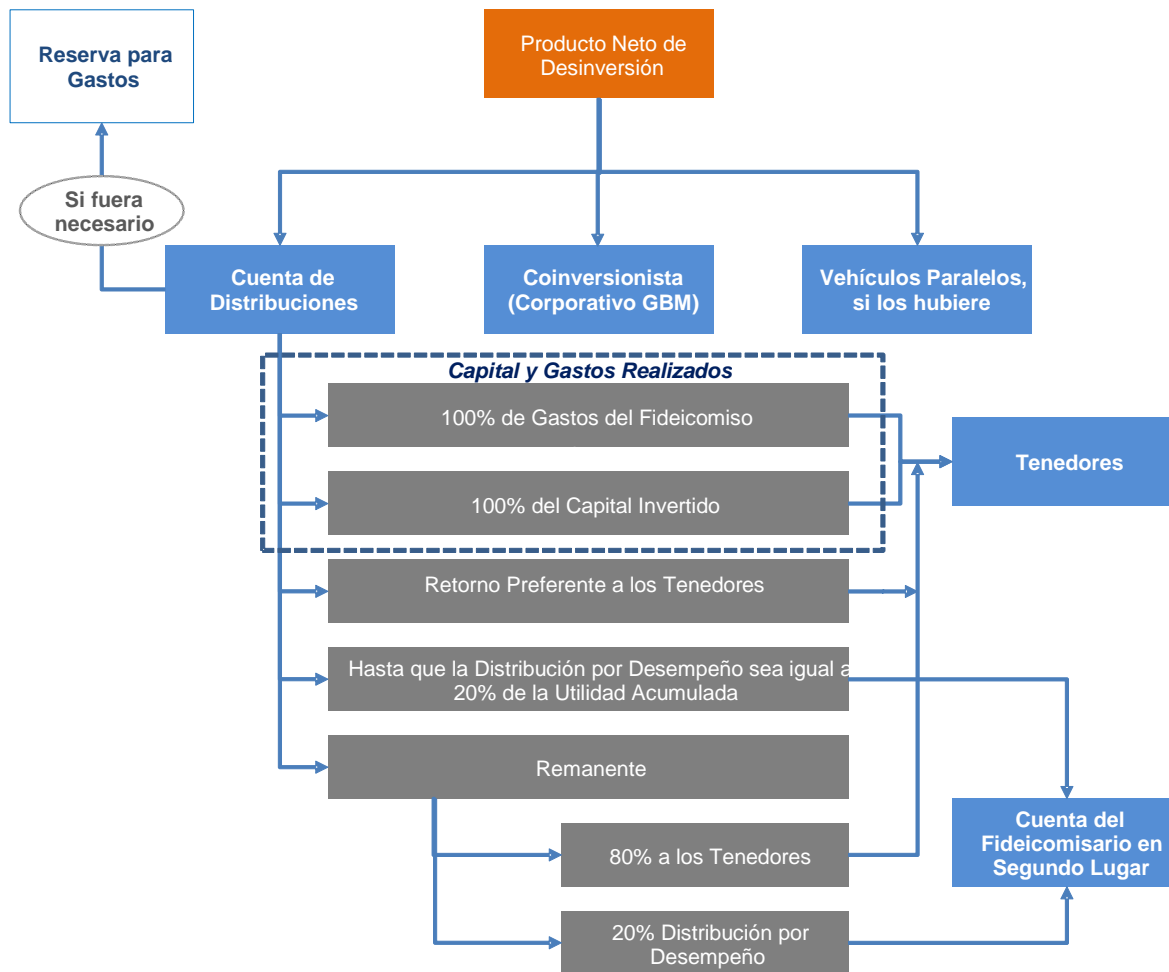 Reserva para
Gastos
Producto Neto de
Desinversión
Si fuera
necesario
Cuenta de
Distribuciones
Coinversionista
(Corporativo GBM)
Vehículos Paralelos,
si los hubiere
Capital y Gastos Realizados
100% de Gastos del Fideicomiso
Tenedores
100% del Capital Invertido
Retorno Preferente a los Tenedores
Hasta que la Distribución por Desempeño sea igual a
20% de la Utilidad Acumulada
Remanente
80% a los Tenedores
Cuenta del
Fideicomisario en
Segundo Lugar
20% Distribución por
Desempeño